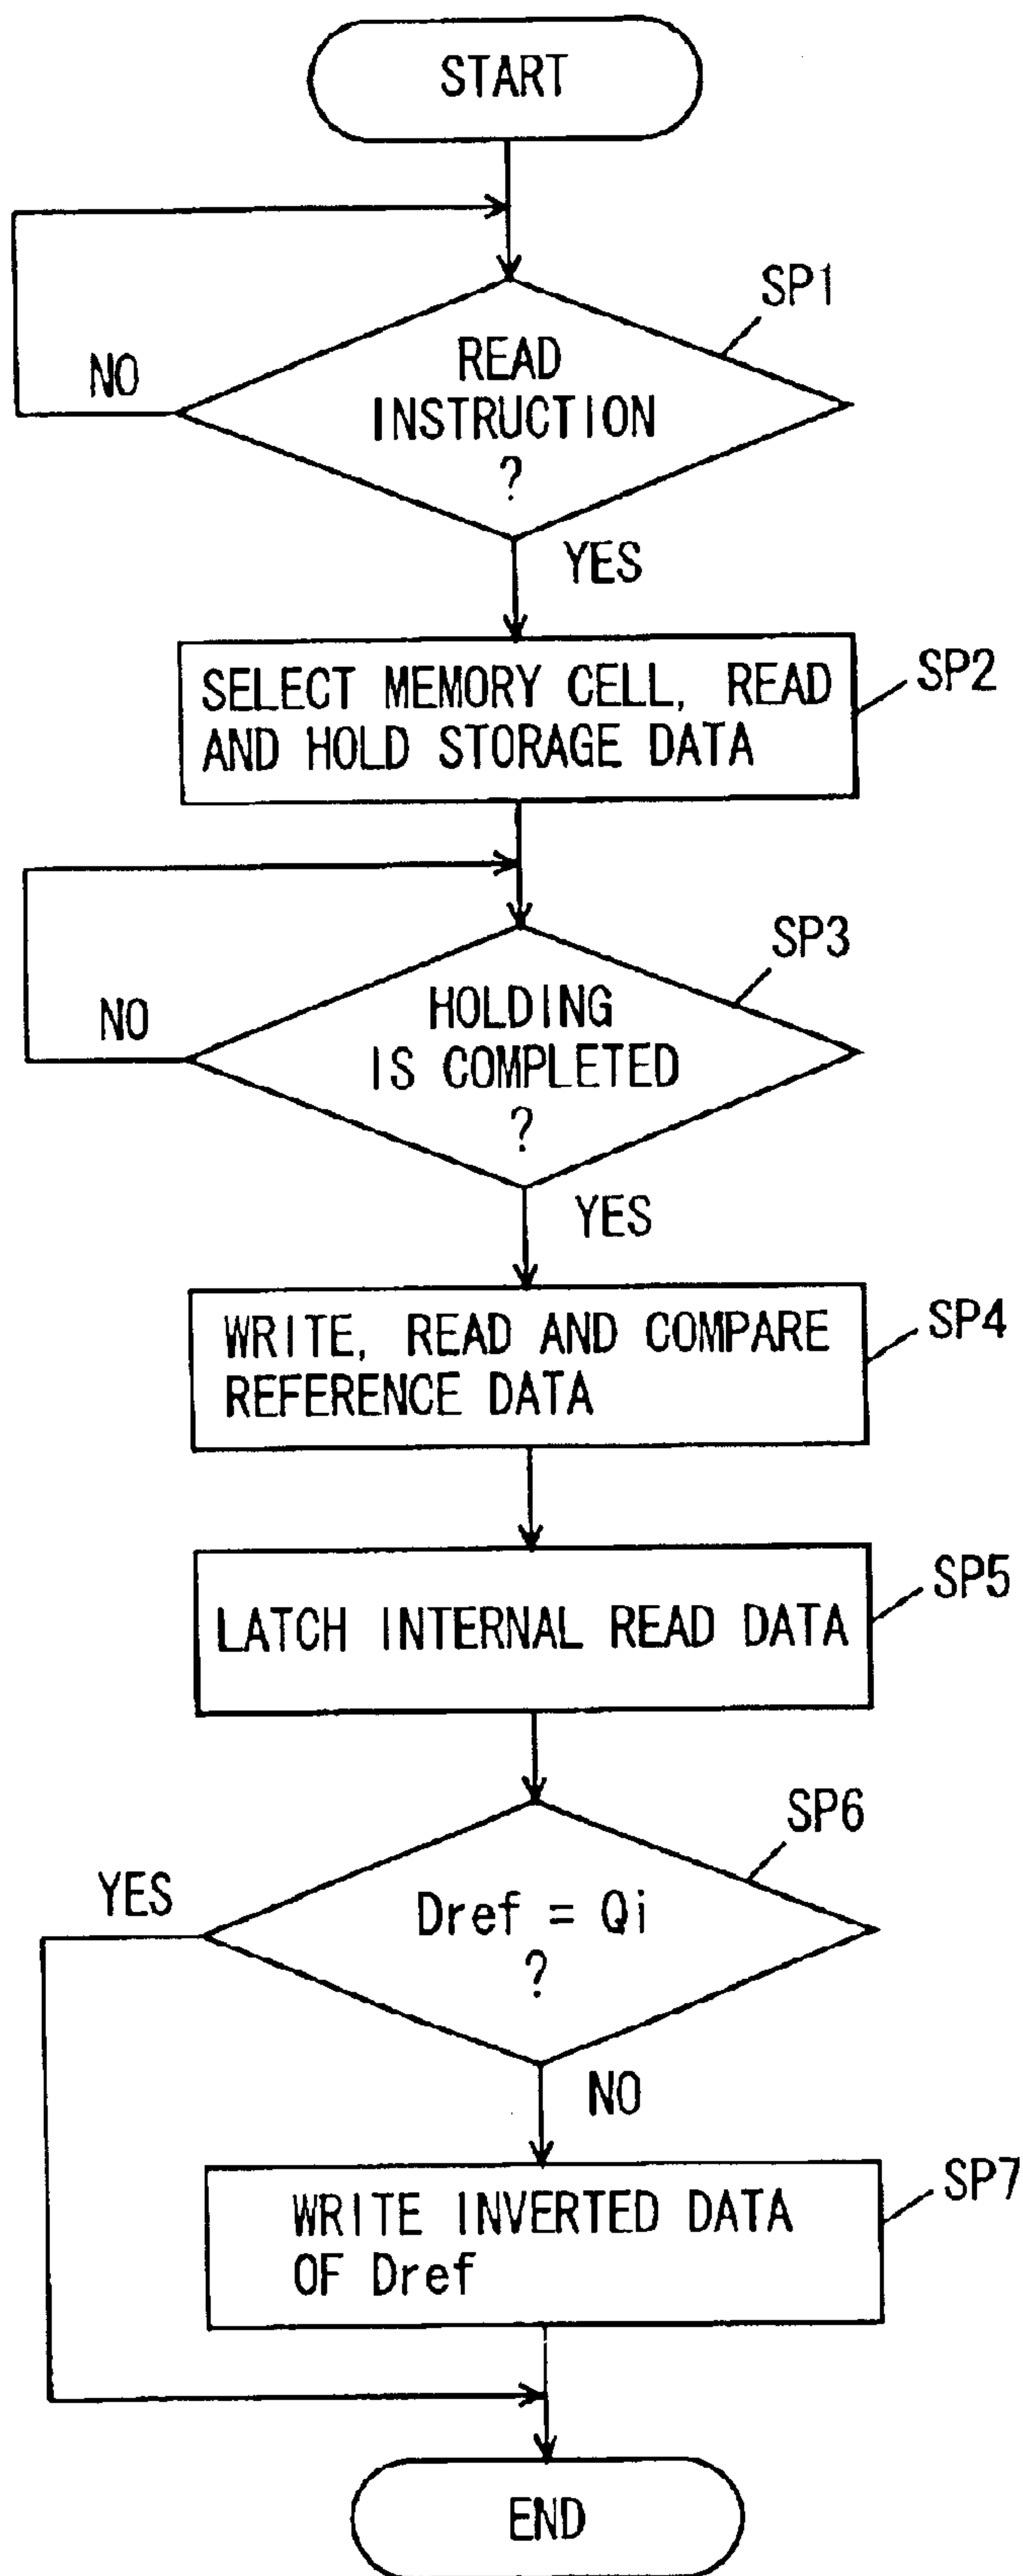 START
SP1
READ
INSTRUCTION
?
NO
YES
SP2
SELECT MEMORY CELL, READ
AND HOLD STORAGE DATA
SP3
HOLDING
IS COMPLETED
?
NO
YES
SP4
WRITE, READ AND COMPARE
REFERENCE DATA
SP5
LATCH INTERNAL READ DATA
SP6
YES
Dref = Qi
?
NO
SP7
WRITE INVERTED DATA
OF Dref
END